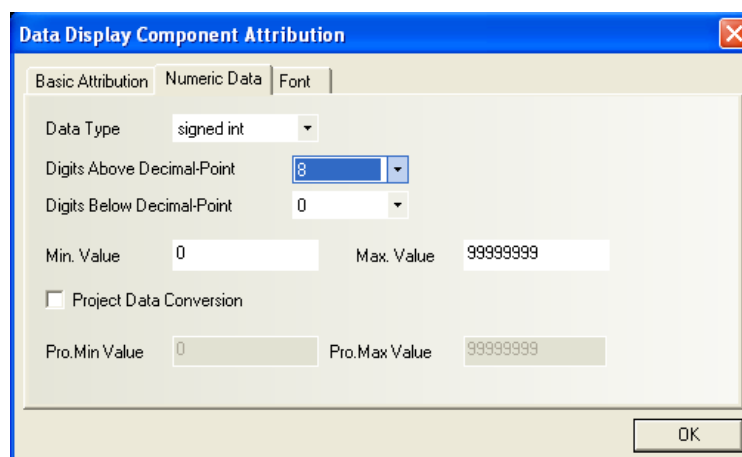 Data Display Component Attribution
Basic Attribution Numeric Data Font
Data Type signed int
Digits Above Decimal-Point 8
Digits Below Decimal-Point 0
Min. Value 0 Max. Value 99999999
Project Data Conversion
Pro.Min Value 0 Pro.Max Value 99999999
OK